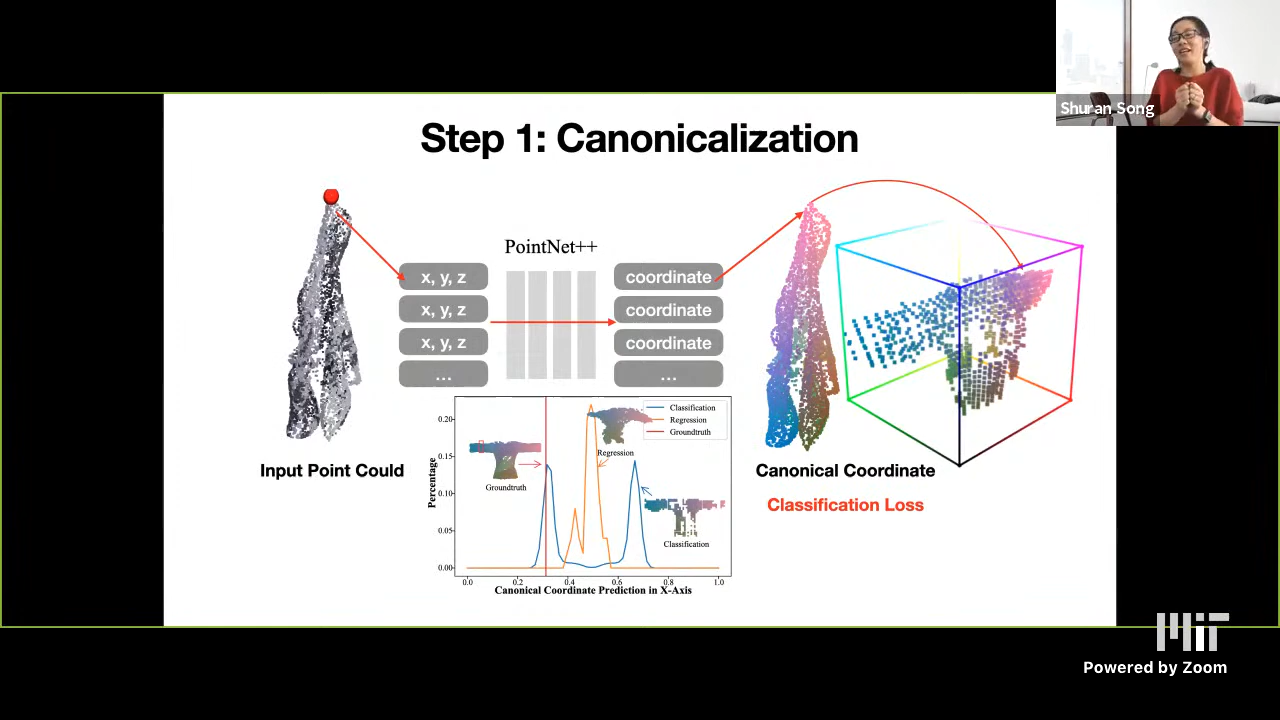 Shuran Song
Step 1: Canonicalization
PointNet++
x, y, z
coordinate
x, y, z
coordinate
x, y, z
coordinate
...
...
Input Point Could
Canonical Coordinate
Classification Loss
Percentage
0.20
0.15
0.10
0.05
0.00
0.0
0.2
0.4
0.6
0.8
1.0
Canonical Coordinate Prediction in X-Axis
Classification
Regression
Groundtruth
Groundtruth
Regression
Classification
MIT
Powered by Zoom